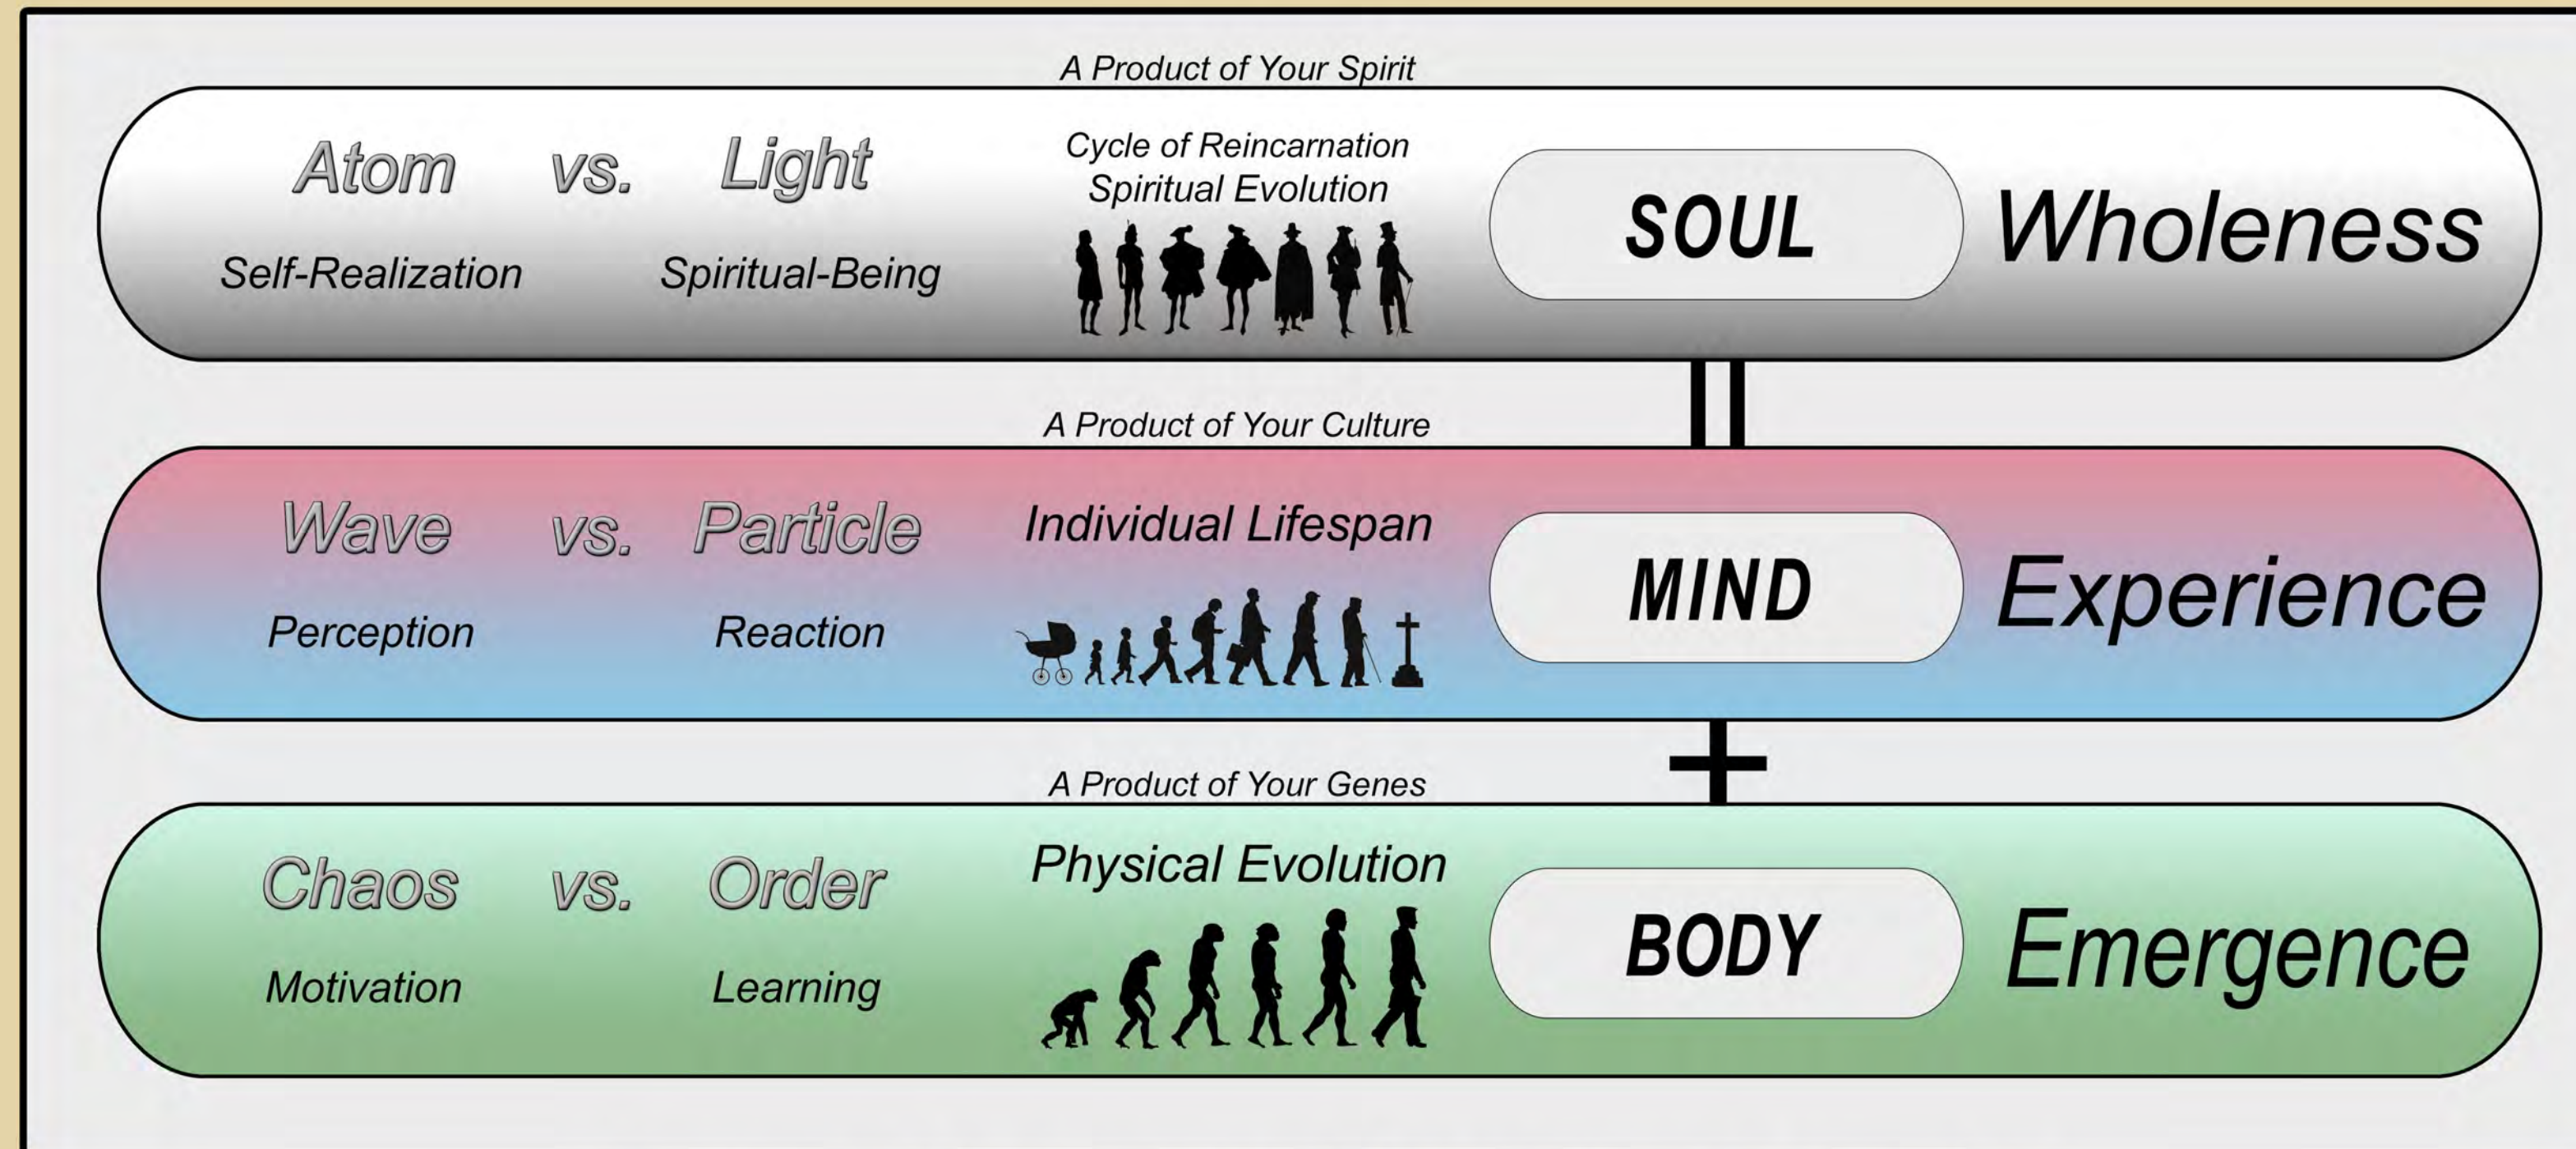 A Product of Your Spirit
Atom vs. Light
Self-Realization Spiritual-Being
Cycle of Reincarnation
Spiritual Evolution
SOUL
Wholeness
A Product of Your Culture
Wave vs. Particle
Perception Reaction
Individual Lifespan
MIND
Experience
+
A Product of Your Genes
Chaos vs. Order
Motivation Learning
Physical Evolution
BODY
Emergence